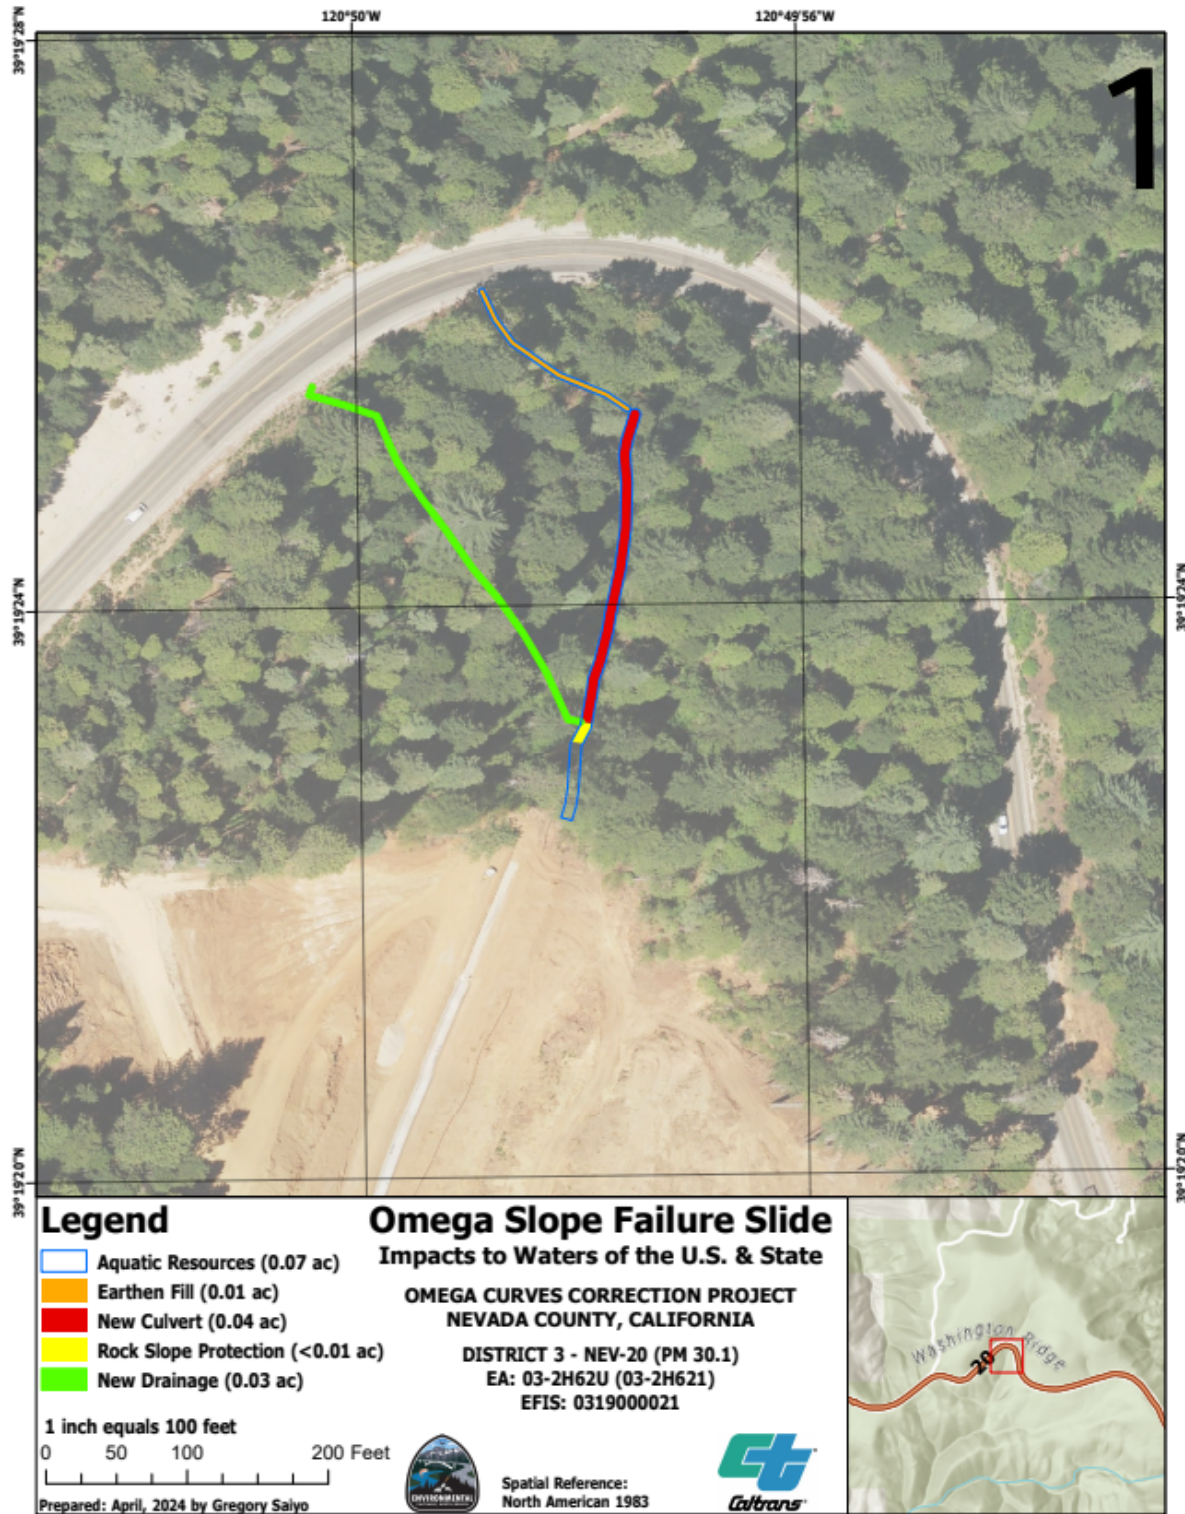 120°50'W
120°49'56"W
39°19'28"N
1
39°19'24"N
39°19'24"N
39°19'20"N
39°19'20"N
Legend
Aquatic Resources (0.07 ac)
Earthen Fill (0.01 ac)
New Culvert (0.04 ac)
Rock Slope Protection (<0.01 ac)
New Drainage (0.03 ac)
1 inch equals 100 feet
0 50 100 200 Feet
Prepared: April, 2024 by Gregory Saiyo
Omega Slope Failure Slide
Impacts to Waters of the U.S. & State
OMEGA CURVES CORRECTION PROJECT
NEVADA COUNTY, CALIFORNIA
DISTRICT 3 - NEV-20 (PM 30.1)
EA: 03-2H62U (03-2H621)
EFIS: 0319000021
ENVIRONMENTAL
Spatial Reference:
North American 1983
Caltrans
Washington Ridge
20